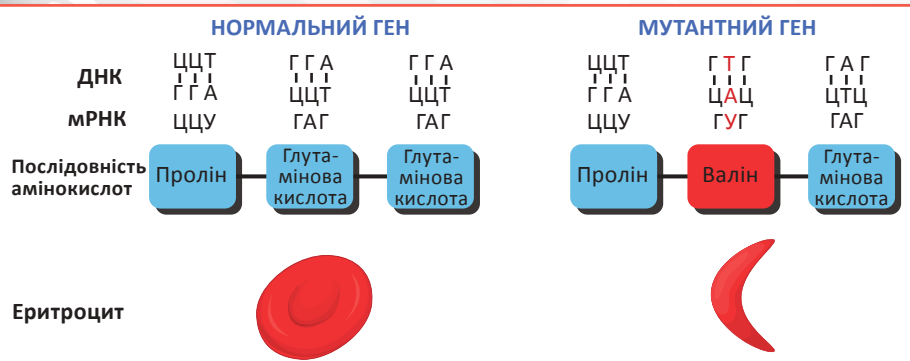 НОРМАЛЬНИЙ ГЕН МУТАНТНИЙ ГЕН
ДНК
ЦЦТ ГГА ГГА ЦЦТ ГТГ ГАГ
ГГА ЦЦТ ЦЦТ ГГА ЦАЦ ЦТЦ
мРНК ЦЦУ ГАГ ГАГ ЦЦУ ГУГ ГАГ
Послідовність
амінокислот
Пролін
Глута-
мінова
кислота
Глута-
мінова
кислота
Пролін
Валін
Глута-
мінова
кислота
Еритроцит